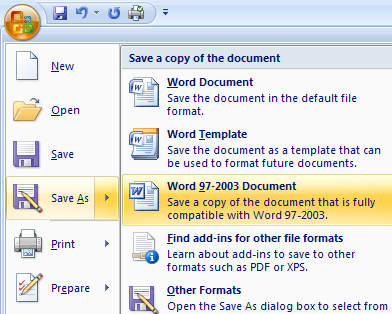 New
Open
Save
Save As
Print
Prepare
Save a copy of the document
Word Document
Save the document in the default file
format.
Word Template
Save the document as a template that can
be used to format future documents.
Word 97-2003 Document
Save a copy of the document that is fully
compatible with Word 97-2003.
Find add-ins for other file formats
Learn about add-ins to save to other
formats such as PDF or XPS.
Other Formats
Open the Save As dialog box to select from